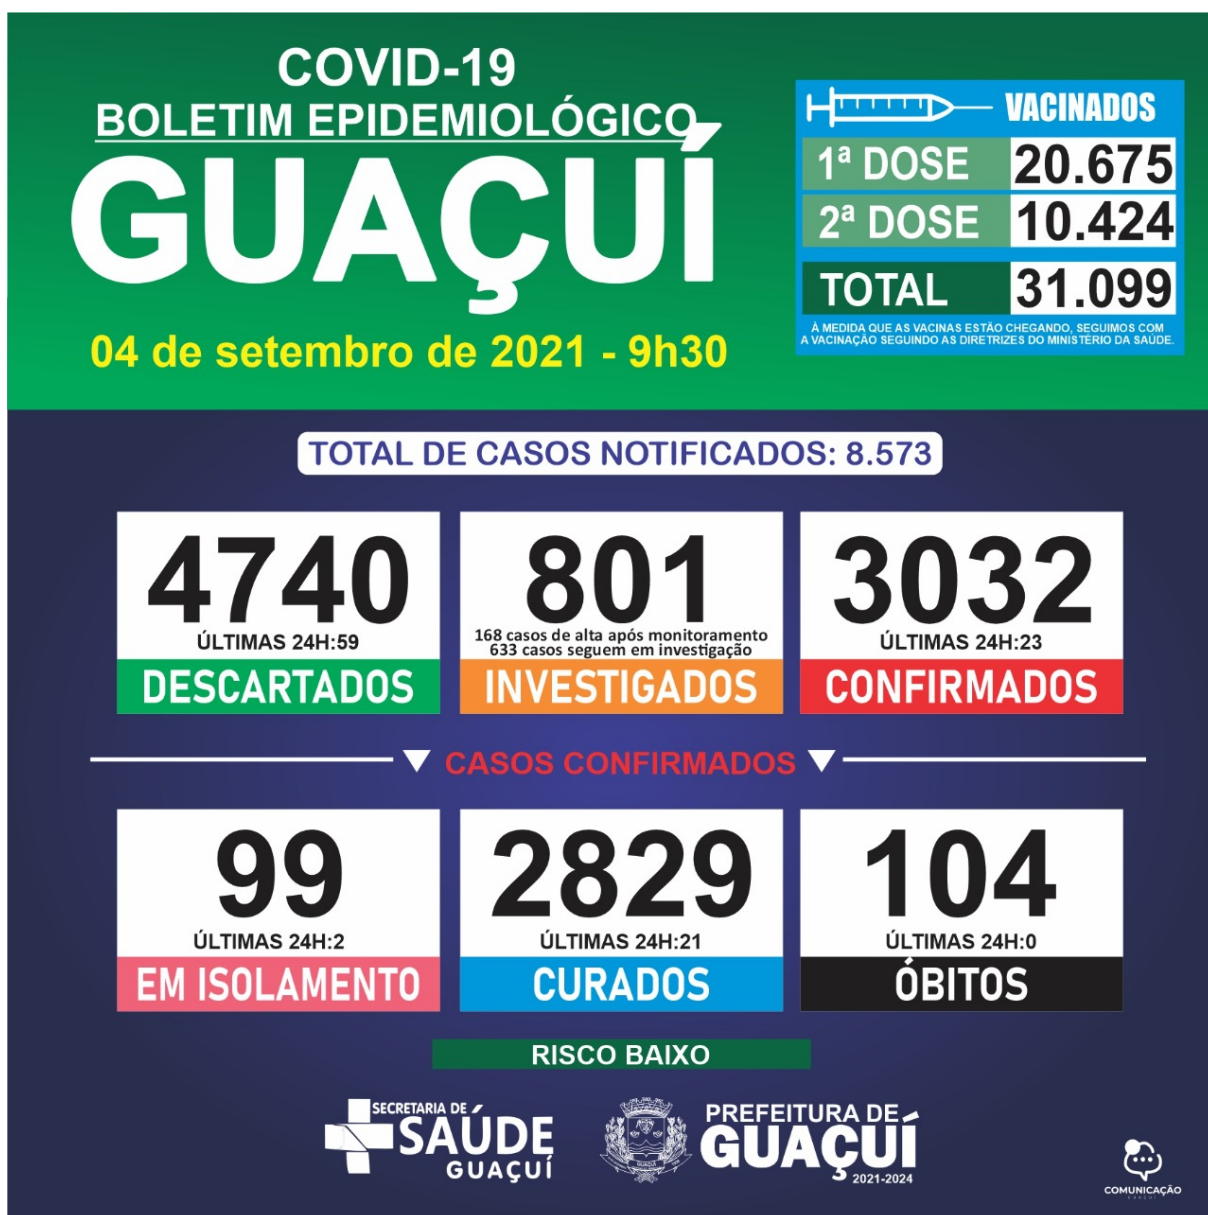 COVID-19
BOLETIM EPIDEMIOLÓGICO
GUAÇUÍ
04 de setembro de 2021 - 9h30
VACINADOS
1ª DOSE 20.675
2ª DOSE 10.424
TOTAL 31.099
À MEDIDA QUE AS VACINAS ESTÃO CHEGANDO, SEGUIMOS COM
A VACINAÇÃO SEGUINDO AS DIRETRIZES DO MINISTÉRIO DA SAÚDE.
TOTAL DE CASOS NOTIFICADOS: 8.573
4740
ÚLTIMAS 24H:59
DESCARTADOS
801
168 casos de alta após monitoramento
633 casos seguem em investigação
INVESTIGADOS
3032
ÚLTIMAS 24H:23
CONFIRMADOS
CASOS CONFIRMADOS
99
ÚLTIMAS 24H:2
EM ISOLAMENTO
2829
ÚLTIMAS 24H:21
CURADOS
104
ÚLTIMAS 24H:0
ÓBITOS
RISCO BAIXO
SECRETARIA DE
SAÚDE
GUAÇUÍ
PREFEITURA DE
GUAÇUÍ
2021-2024
COMUNICAÇÃO